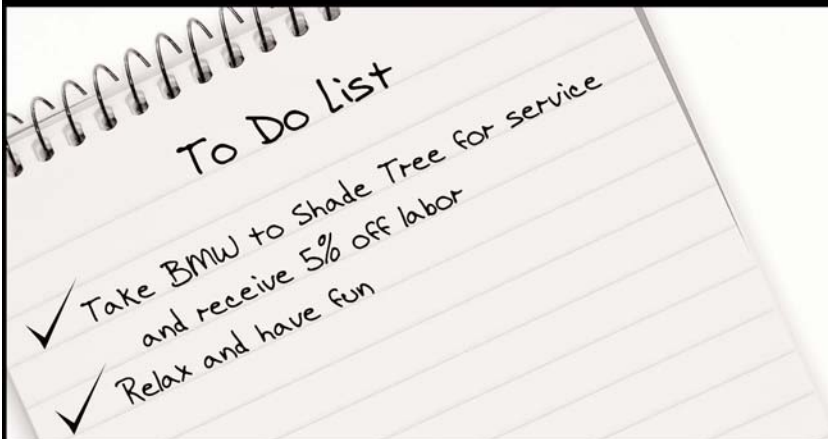 To Do List
Take BMW to Shade Tree for service
and receive 5% off labor
Relax and have fun